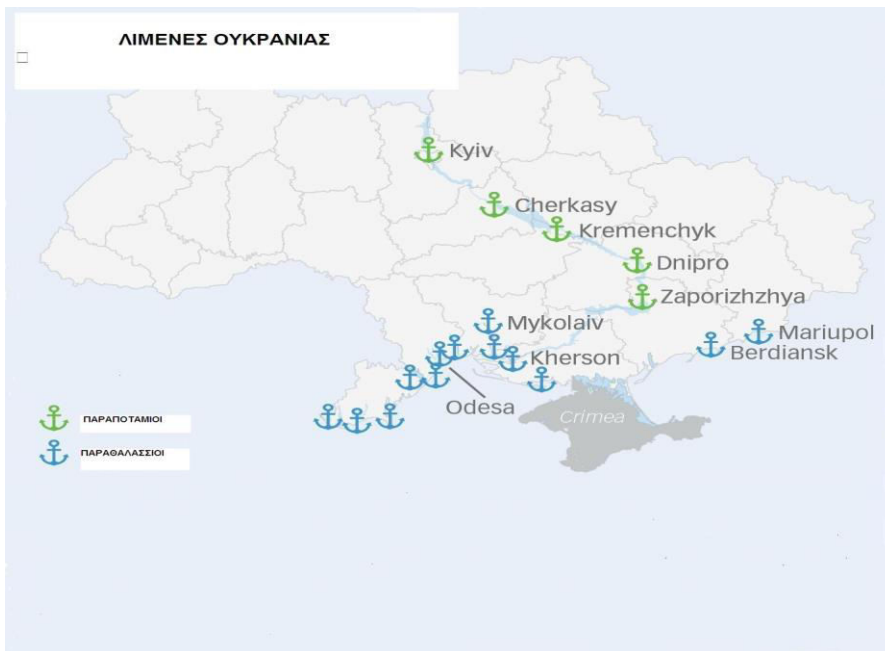 ΛΙΜΕΝΕΣ ΟΥΚΡΑΝΙΑΣ
Kyiv
Cherkasy
Kremenchyk
Dnipro
Zaporizhzhya
Mykolaiv
Mariupol
Berdiansk
Kherson
Odesa
Crimea
ΠΑΡΑΠΟΤΑΜΙΟΙ
ΠΑΡΑΘΑΛΑΣΣΙΟΙ